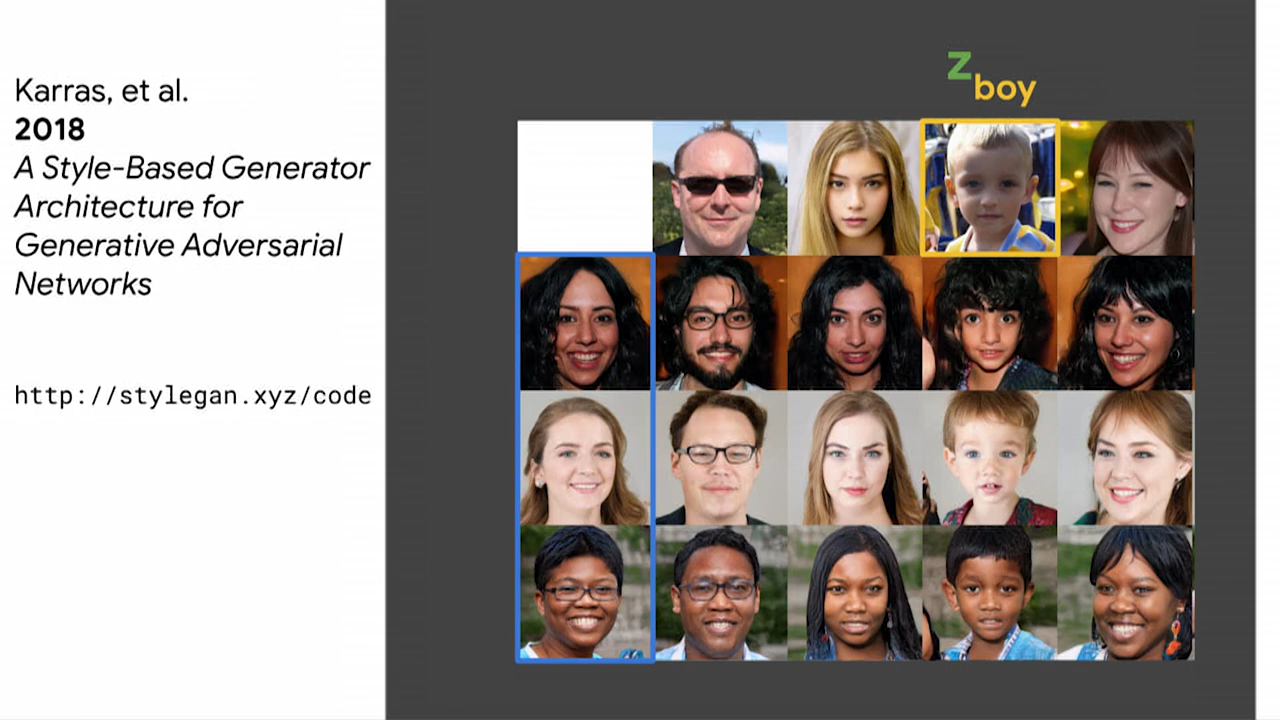 Karras, et al.
2018
A Style-Based Generator
Architecture for
Generative Adversarial
Networks
http://stylegan.xyz/code
z boy